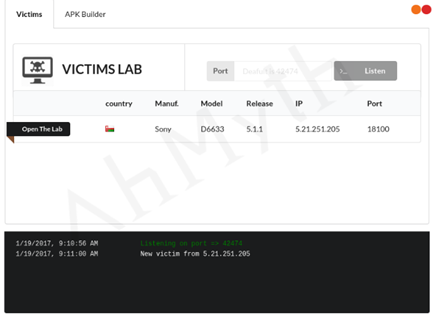 Victims APK Builder
VICTIMS LAB Port Default 42474 Listen
country Manuf. Model Release IP Port
Open The Lab Sony D6633 5.1.1 5.21.251.205 18100
AhMyth
1/19/2017, 9:10:56 AM Listening on port => 42474
1/19/2017, 9:11:00 AM New victim from 5.21.251.205